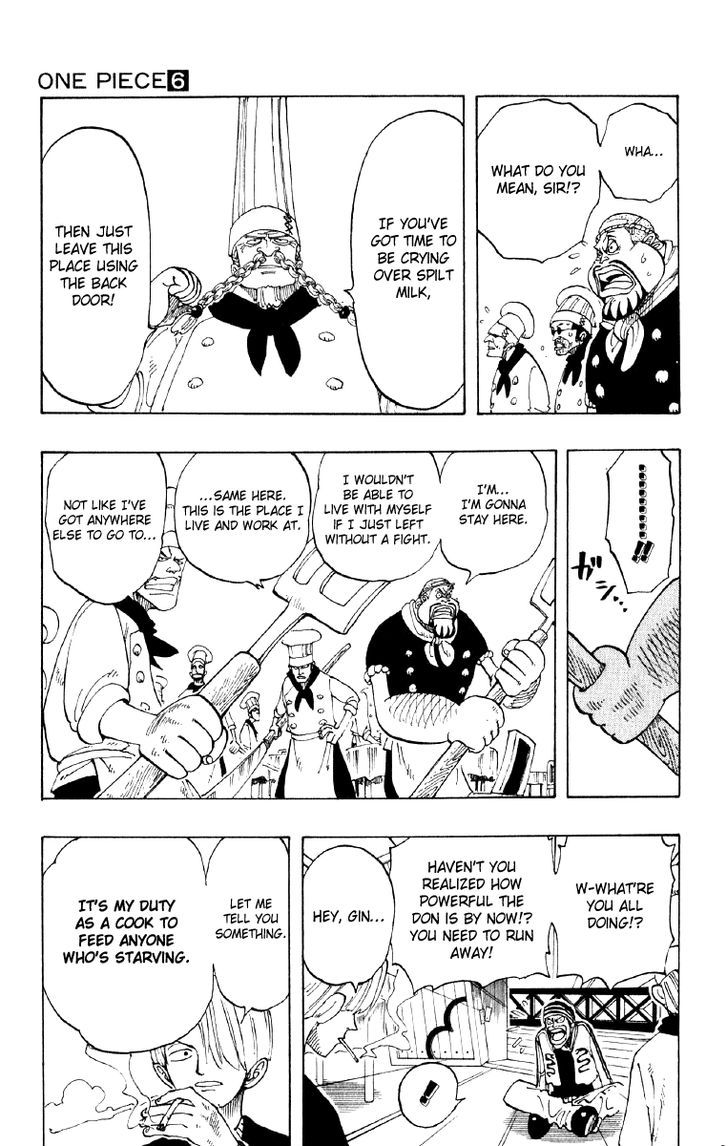 ONE PIECE 6
WHA...
WHAT DO YOU
MEAN, SIR!?
IF YOU'VE
GOT TIME TO
BE CRYING
OVER SPILT
MILK,
THEN JUST
LEAVE THIS
PLACE USING
THE BACK
DOOR!
.........!!
ガシ...
I'M...
I'M GONNA
STAY HERE.
I WOULDN'T
BE ABLE TO
LIVE WITH MYSELF
IF I JUST LEFT
WITHOUT A FIGHT.
...SAME HERE.
THIS IS THE PLACE I
LIVE AND WORK AT.
NOT LIKE I'VE
GOT ANYWHERE
ELSE TO GO TO...
W-WHAT'RE
YOU ALL
DOING!?
HAVEN'T YOU
REALIZED HOW
POWERFUL THE
DON IS BY NOW!?
YOU NEED TO RUN
AWAY!
HEY, GIN...
!
LET ME
TELL YOU
SOMETHING.
IT'S MY DUTY
AS A COOK TO
FEED ANYONE
WHO'S STARVING.